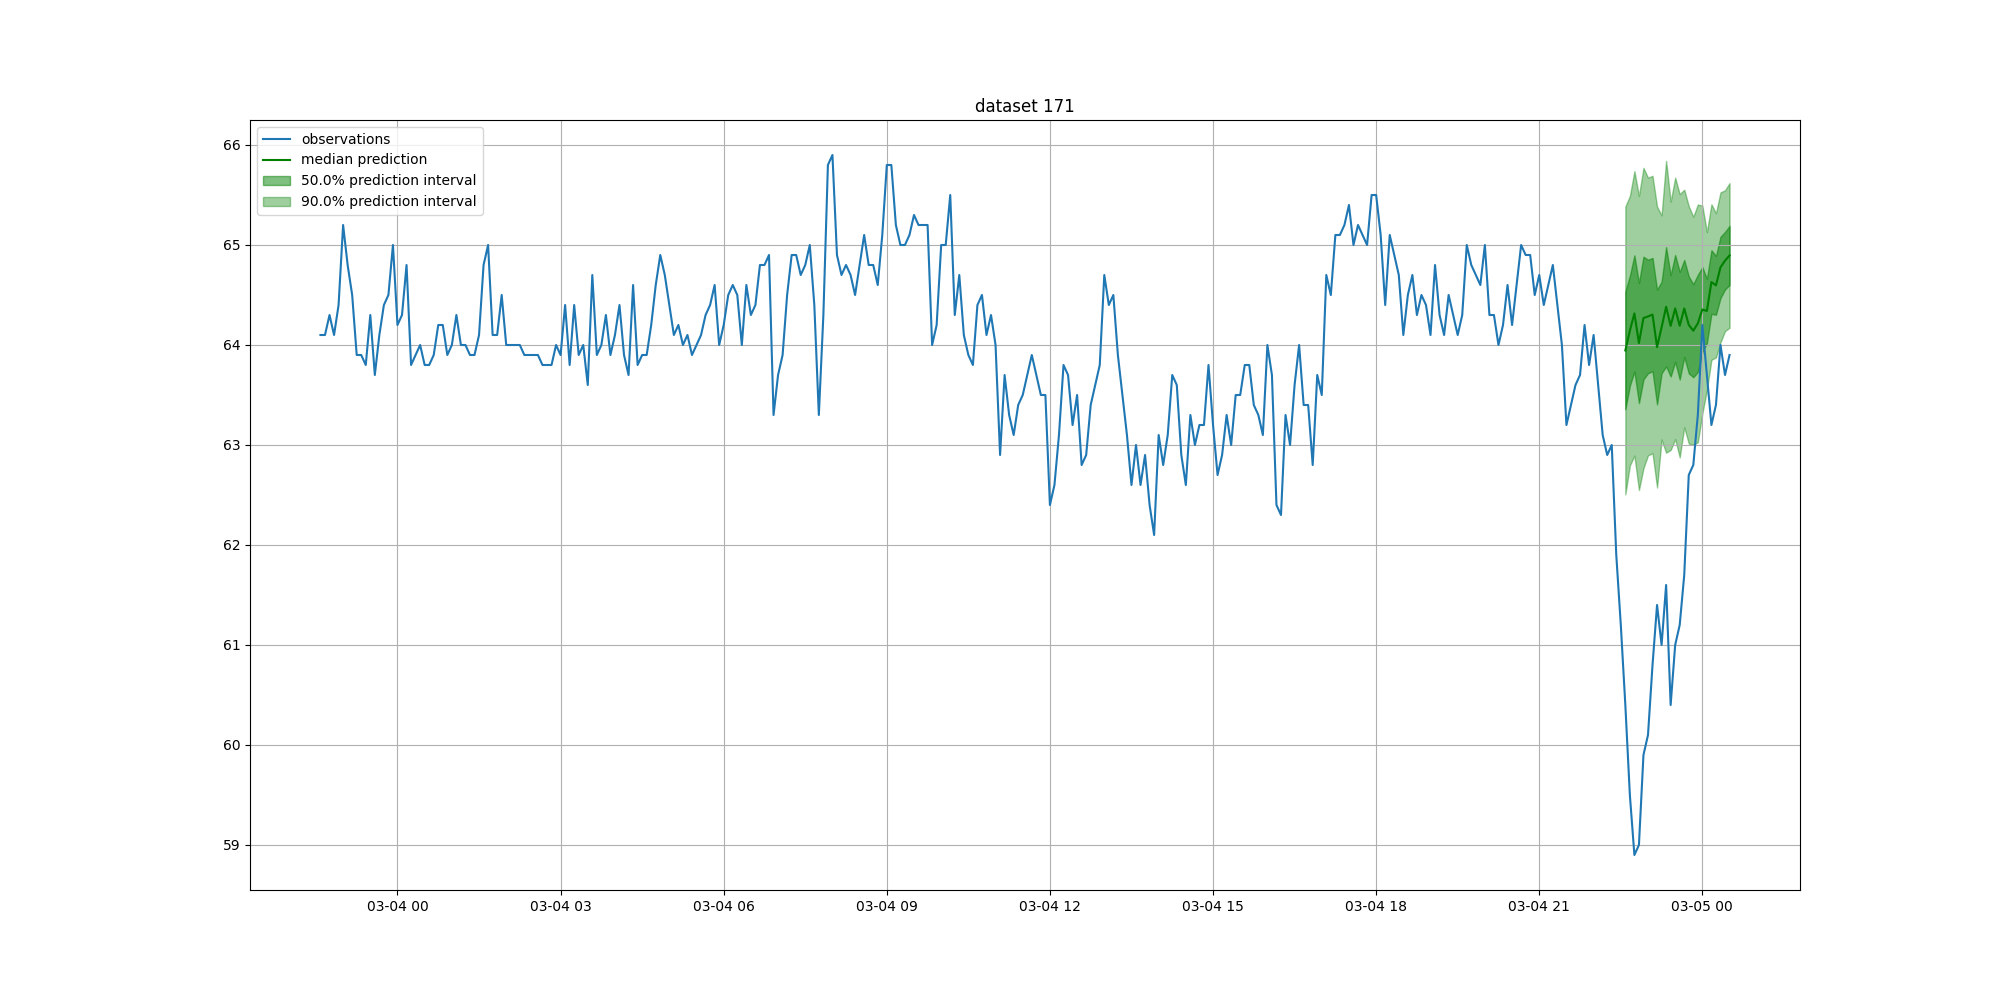 dataset 171
observations
median prediction
50.0% prediction interval
90.0% prediction interval
66
65
64
63
62
61
60
59
03-04 00 03-04 03 03-04 06 03-04 09 03-04 12 03-04 15 03-04 18 03-04 21 03-05 00